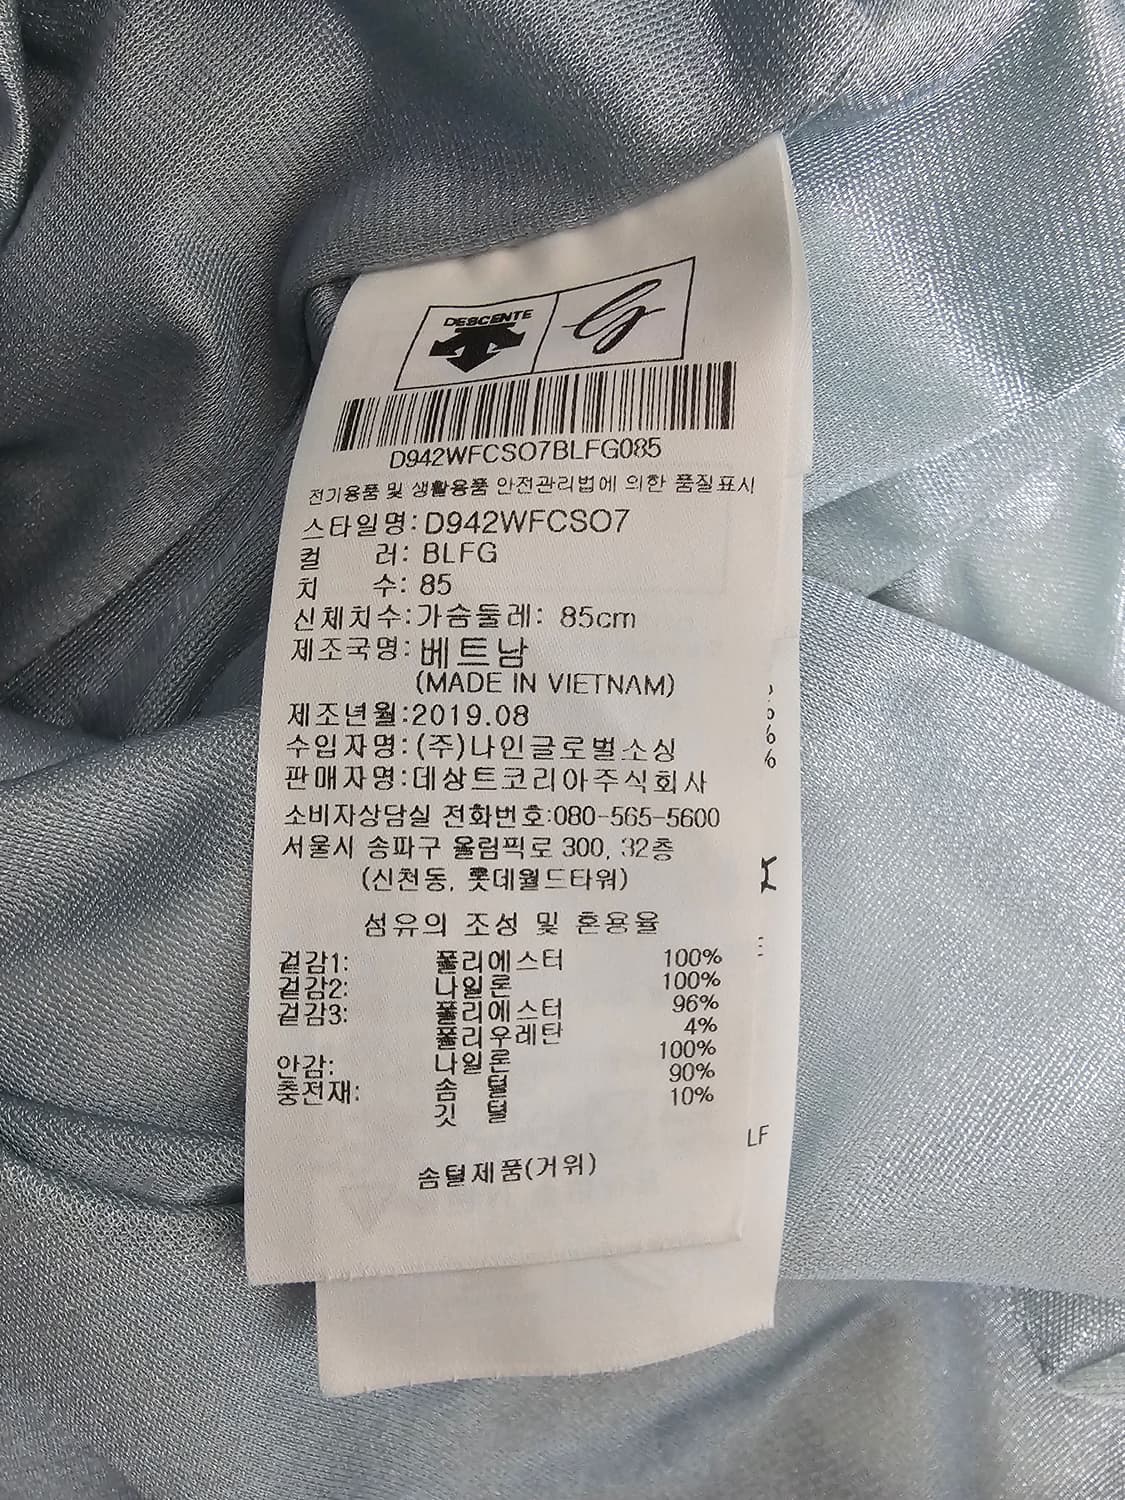 DESCENTE
D942WFCSO7BLFG085
전기용품 및 생활용품 안전관리법에 의한 품질표시
스타일명: D942WFCSO7
컬 러: BLFG
치 수: 85
신체치수: 가슴둘레: 85cm
제조국명: 베트남
(MADE IN VIETNAM)
제조년월: 2019.08
수입자명: (주)나인글로벌소싱
판매자명: 데상트코리아주식회사
소비자상담실 전화번호:080-565-5600
서울시 송파구 올림픽로 300, 32층
(신천동, 롯데월드타워)
섬유의 조성 및 혼용율
겉감1: 폴리에스터 100%
겉감2: 나일론 100%
겉감3: 폴리에스터 96%
폴리우레탄 4%
안감: 나일론 100%
충전재: 솜 털 90%
깃 털 10%
솜털제품(거위)
LF